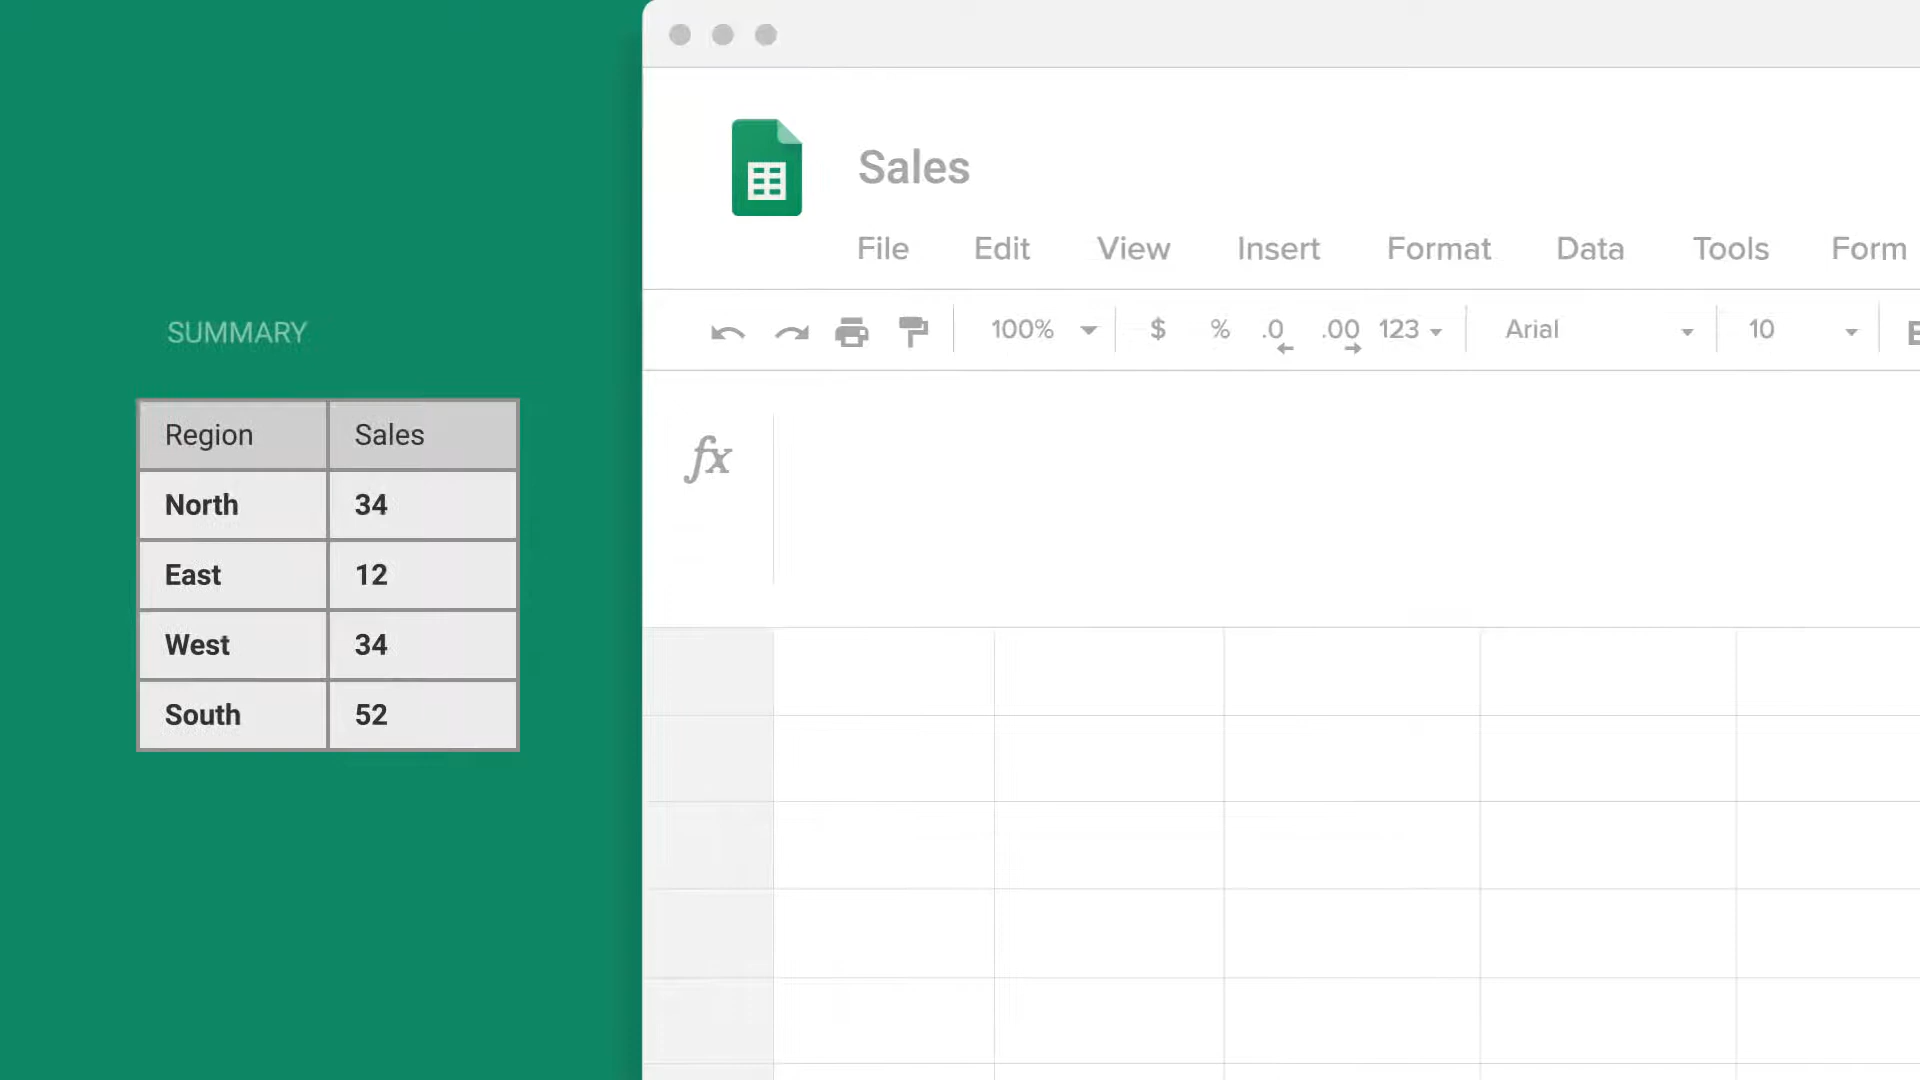 SUMMARY
Region Sales
North 34
East 12
West 34
South 52
Sales
File Edit View Insert Format Data Tools Form
100% $ % .0 .00 123 Arial 10
fx